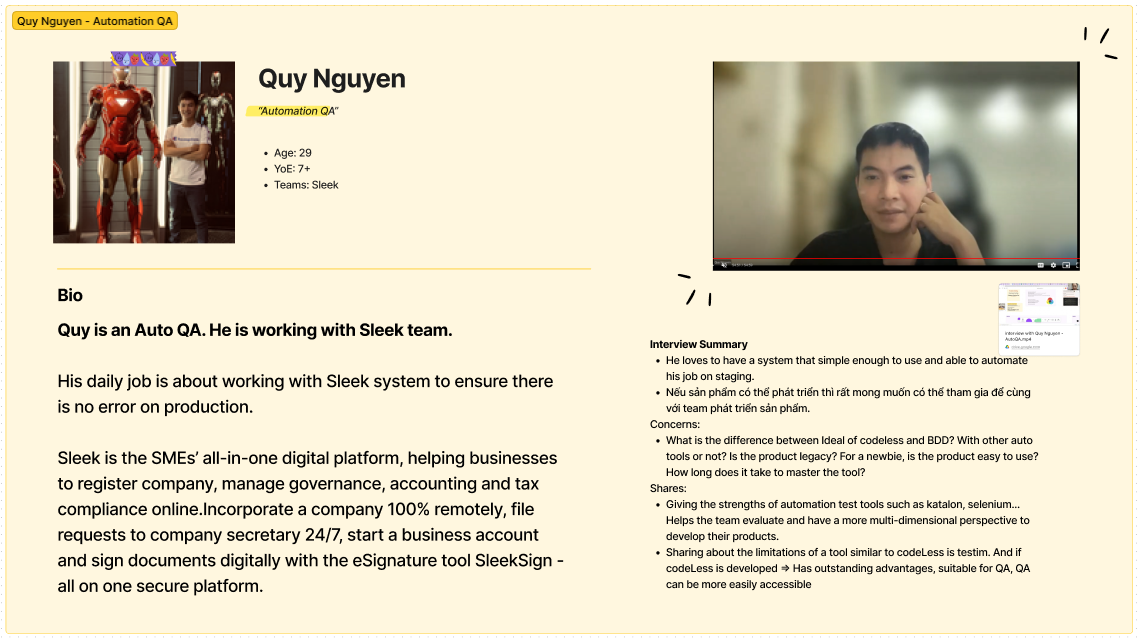 Quy Nguyen - Automation QA
Quy Nguyen
“Automation QA”
• Age: 29
• YoE: 7+
• Teams: Sleek
Bio
Quy is an Auto QA. He is working with Sleek team.
His daily job is about working with Sleek system to ensure there
is no error on production.
Sleek is the SMEs’ all-in-one digital platform, helping businesses
to register company, manage governance, accounting and tax
compliance online.Incorporate a company 100% remotely, file
requests to company secretary 24/7, start a business account
and sign documents digitally with the eSignature tool SleekSign -
all on one secure platform.
Interview with Quy Nguyen -
AutoQA.mp4
Interview Summary
• He loves to have a system that simple enough to use and able to automate
his job on staging.
• Nếu sản phẩm có thể phát triển thì rất mong muốn có thể tham gia để cùng
với team phát triển sản phẩm.
Concerns:
• What is the difference between Ideal of codeless and BDD? With other auto
tools or not? Is the product legacy? For a newbie, is the product easy to use?
How long does it take to master the tool?
Shares:
• Giving the strengths of automation test tools such as katalon, selenium...
Helps the team evaluate and have a more multi-dimensional perspective to
develop their products.
• Sharing about the limitations of a tool similar to codeLess is testim. And if
codeLess is developed => Has outstanding advantages, suitable for QA, QA
can be more easily accessible